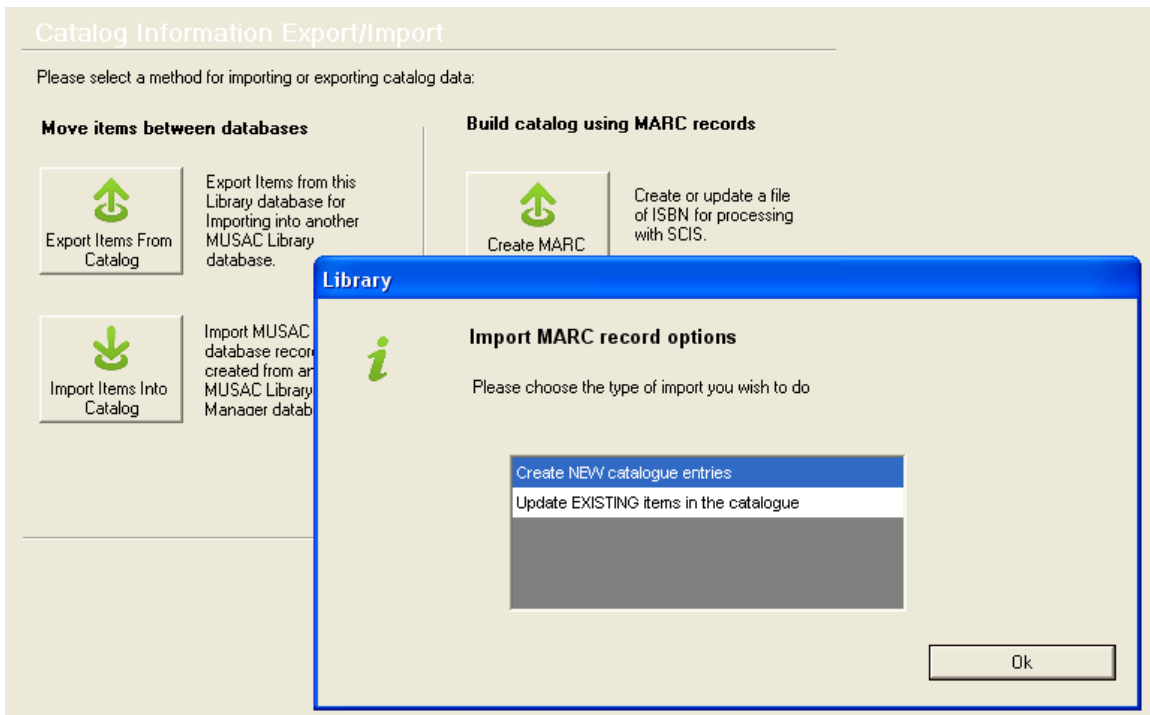 Catalog Information Export/Import
Please select a method for importing or exporting catalog data:
Move items between databases
Export Items From
Catalog
Export Items from this
Library database for
Importing into another
MUSAC Library
database.
Import Items Into
Catalog
Import MUSAC
database
created from
MUSAC Library
Manager
Build catalog using MARC records
Create MARC
Create or update a file
of ISBN for processing
with SCIS.
Library
Import MARC record options
Please choose the type of import you wish to do
Create NEW catalogue entries
Update EXISTING items in the catalogue
Ok